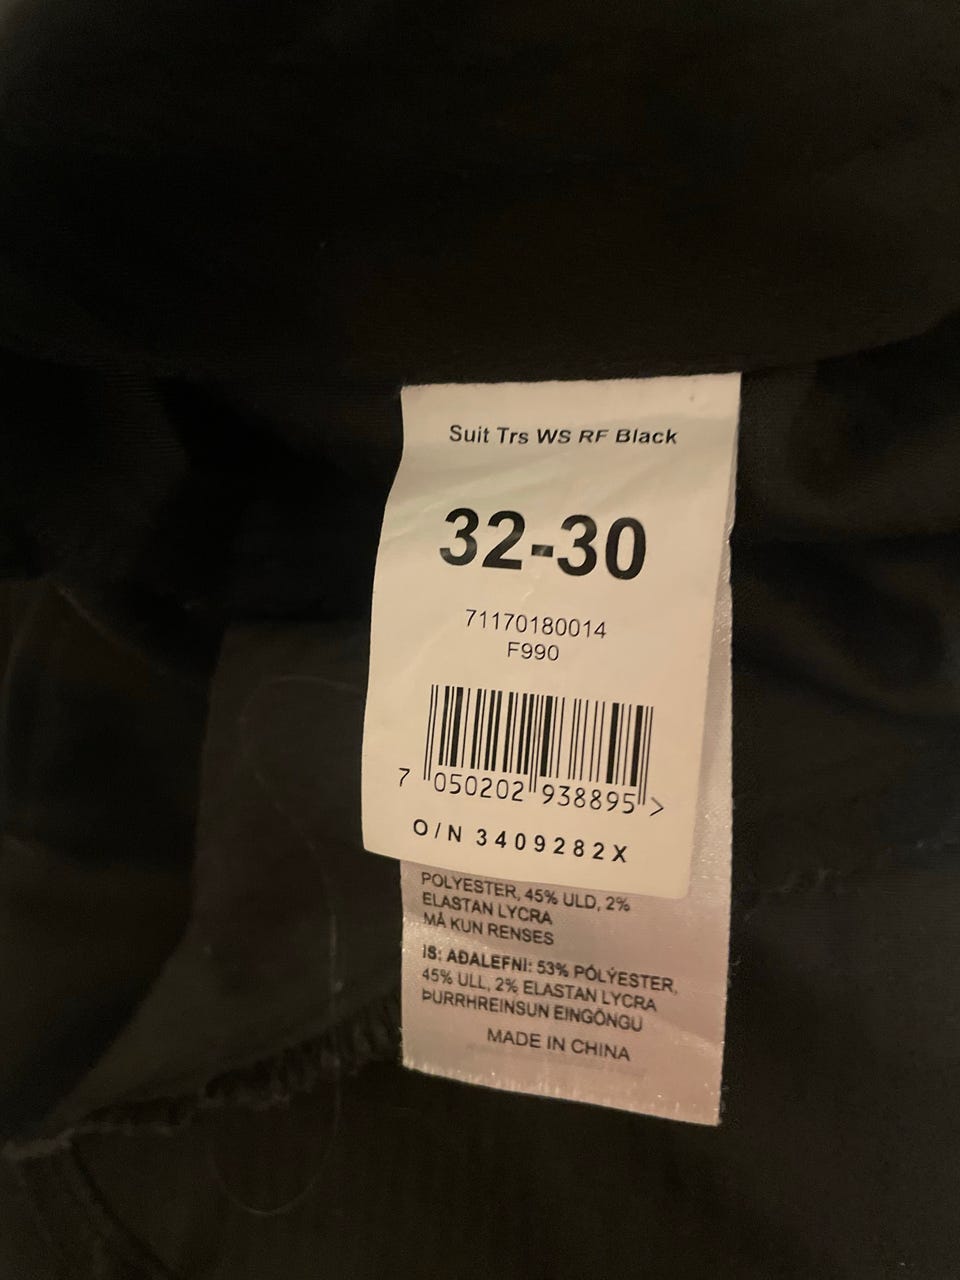 Suit Trs WS RF Black
32-30
71170180014
F990
7 050202 938895 >
O/N 3409282X
POLYESTER, 45% ULD, 2%
ELASTAN LYCRA
MÅ KUN RENSES
IS: AÐALEFNI: 53% PÓLÝESTER,
45% ULL, 2% ELASTAN LYCRA
ÞURRHREINSUN EINGÖNGU
MADE IN CHINA